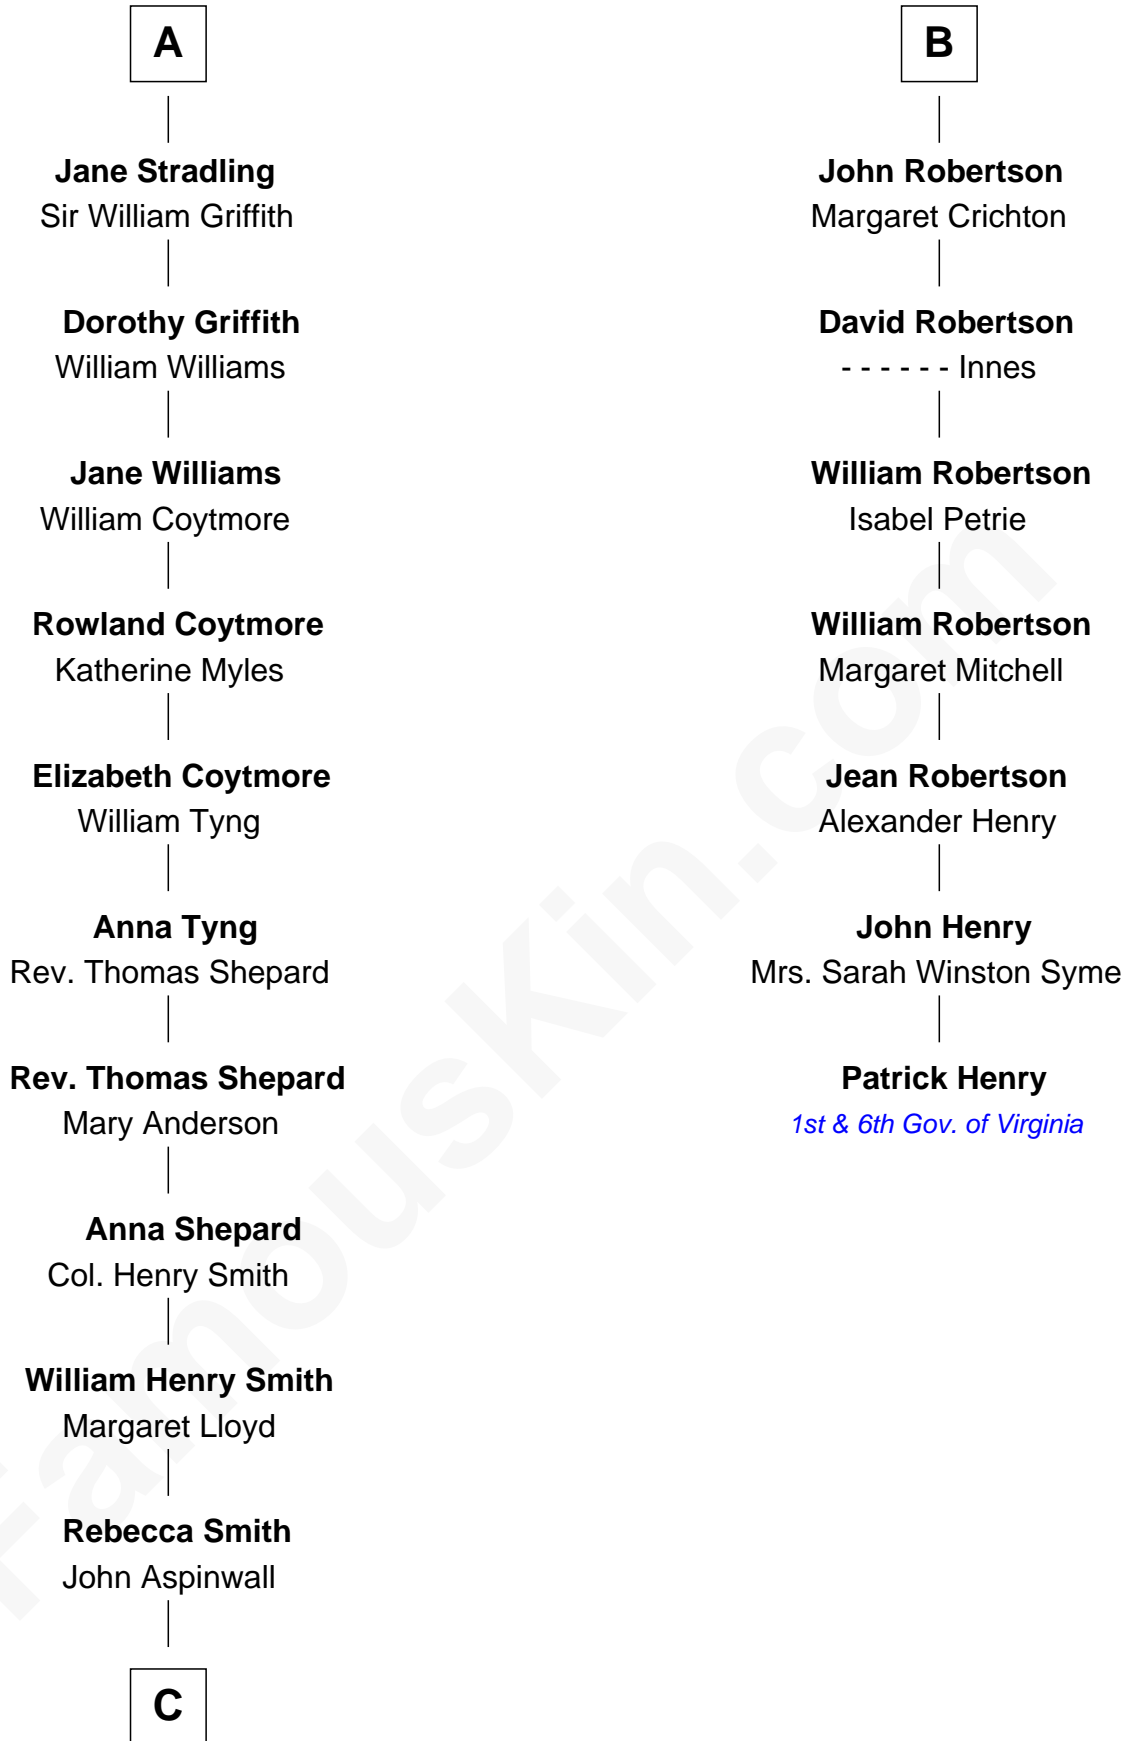 A
Jane Stradling
Sir William Griffith
Dorothy Griffith
William Williams
Jane Williams
William Coytmore
Rowland Coytmore
Katherine Myles
Elizabeth Coytmore
William Tyng
Anna Tyng
Rev. Thomas Shepard
Rev. Thomas Shepard
Mary Anderson
Anna Shepard
Col. Henry Smith
William Henry Smith
Margaret Lloyd
Rebecca Smith
John Aspinwall
C
B
John Robertson
Margaret Crichton
David Robertson
- - - - - - Innes
William Robertson
Isabel Petrie
William Robertson
Margaret Mitchell
Jean Robertson
Alexander Henry
John Henry
Mrs. Sarah Winston Syme
Patrick Henry
1st & 6th Gov. of Virginia
FamousKin.com